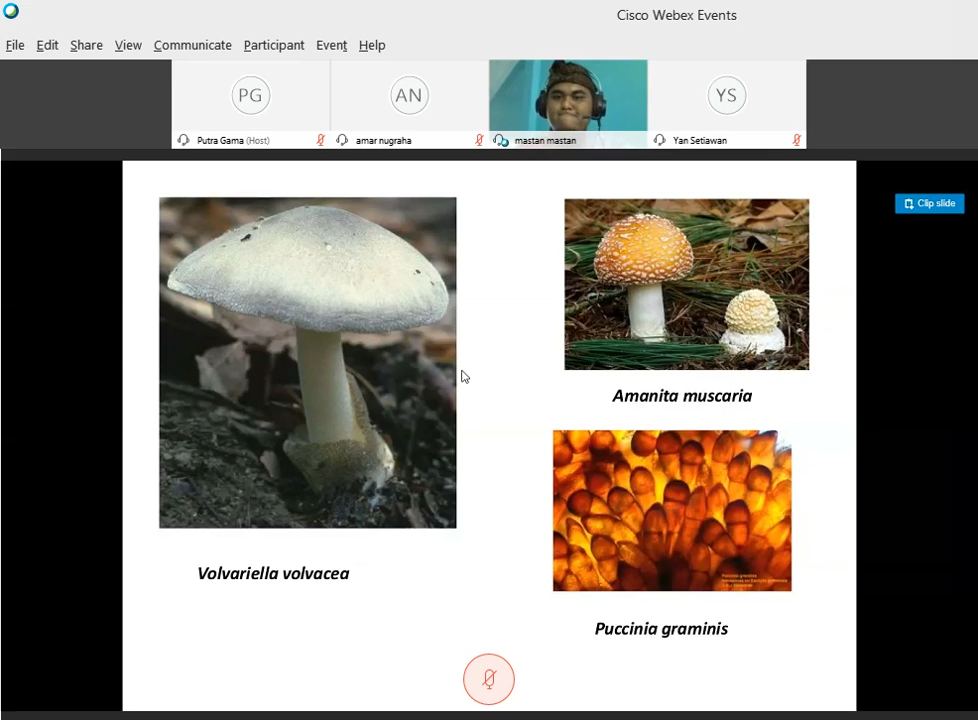 Cisco Webex Events
File Edit Share View Communicate Participant Event Help
PG AN YS
Putra Gama (Host) amar nugraha mastan mastan Yan Setiawan
Clip slide
Amanita muscaria
Volvariella volvacea
Puccinia graminis